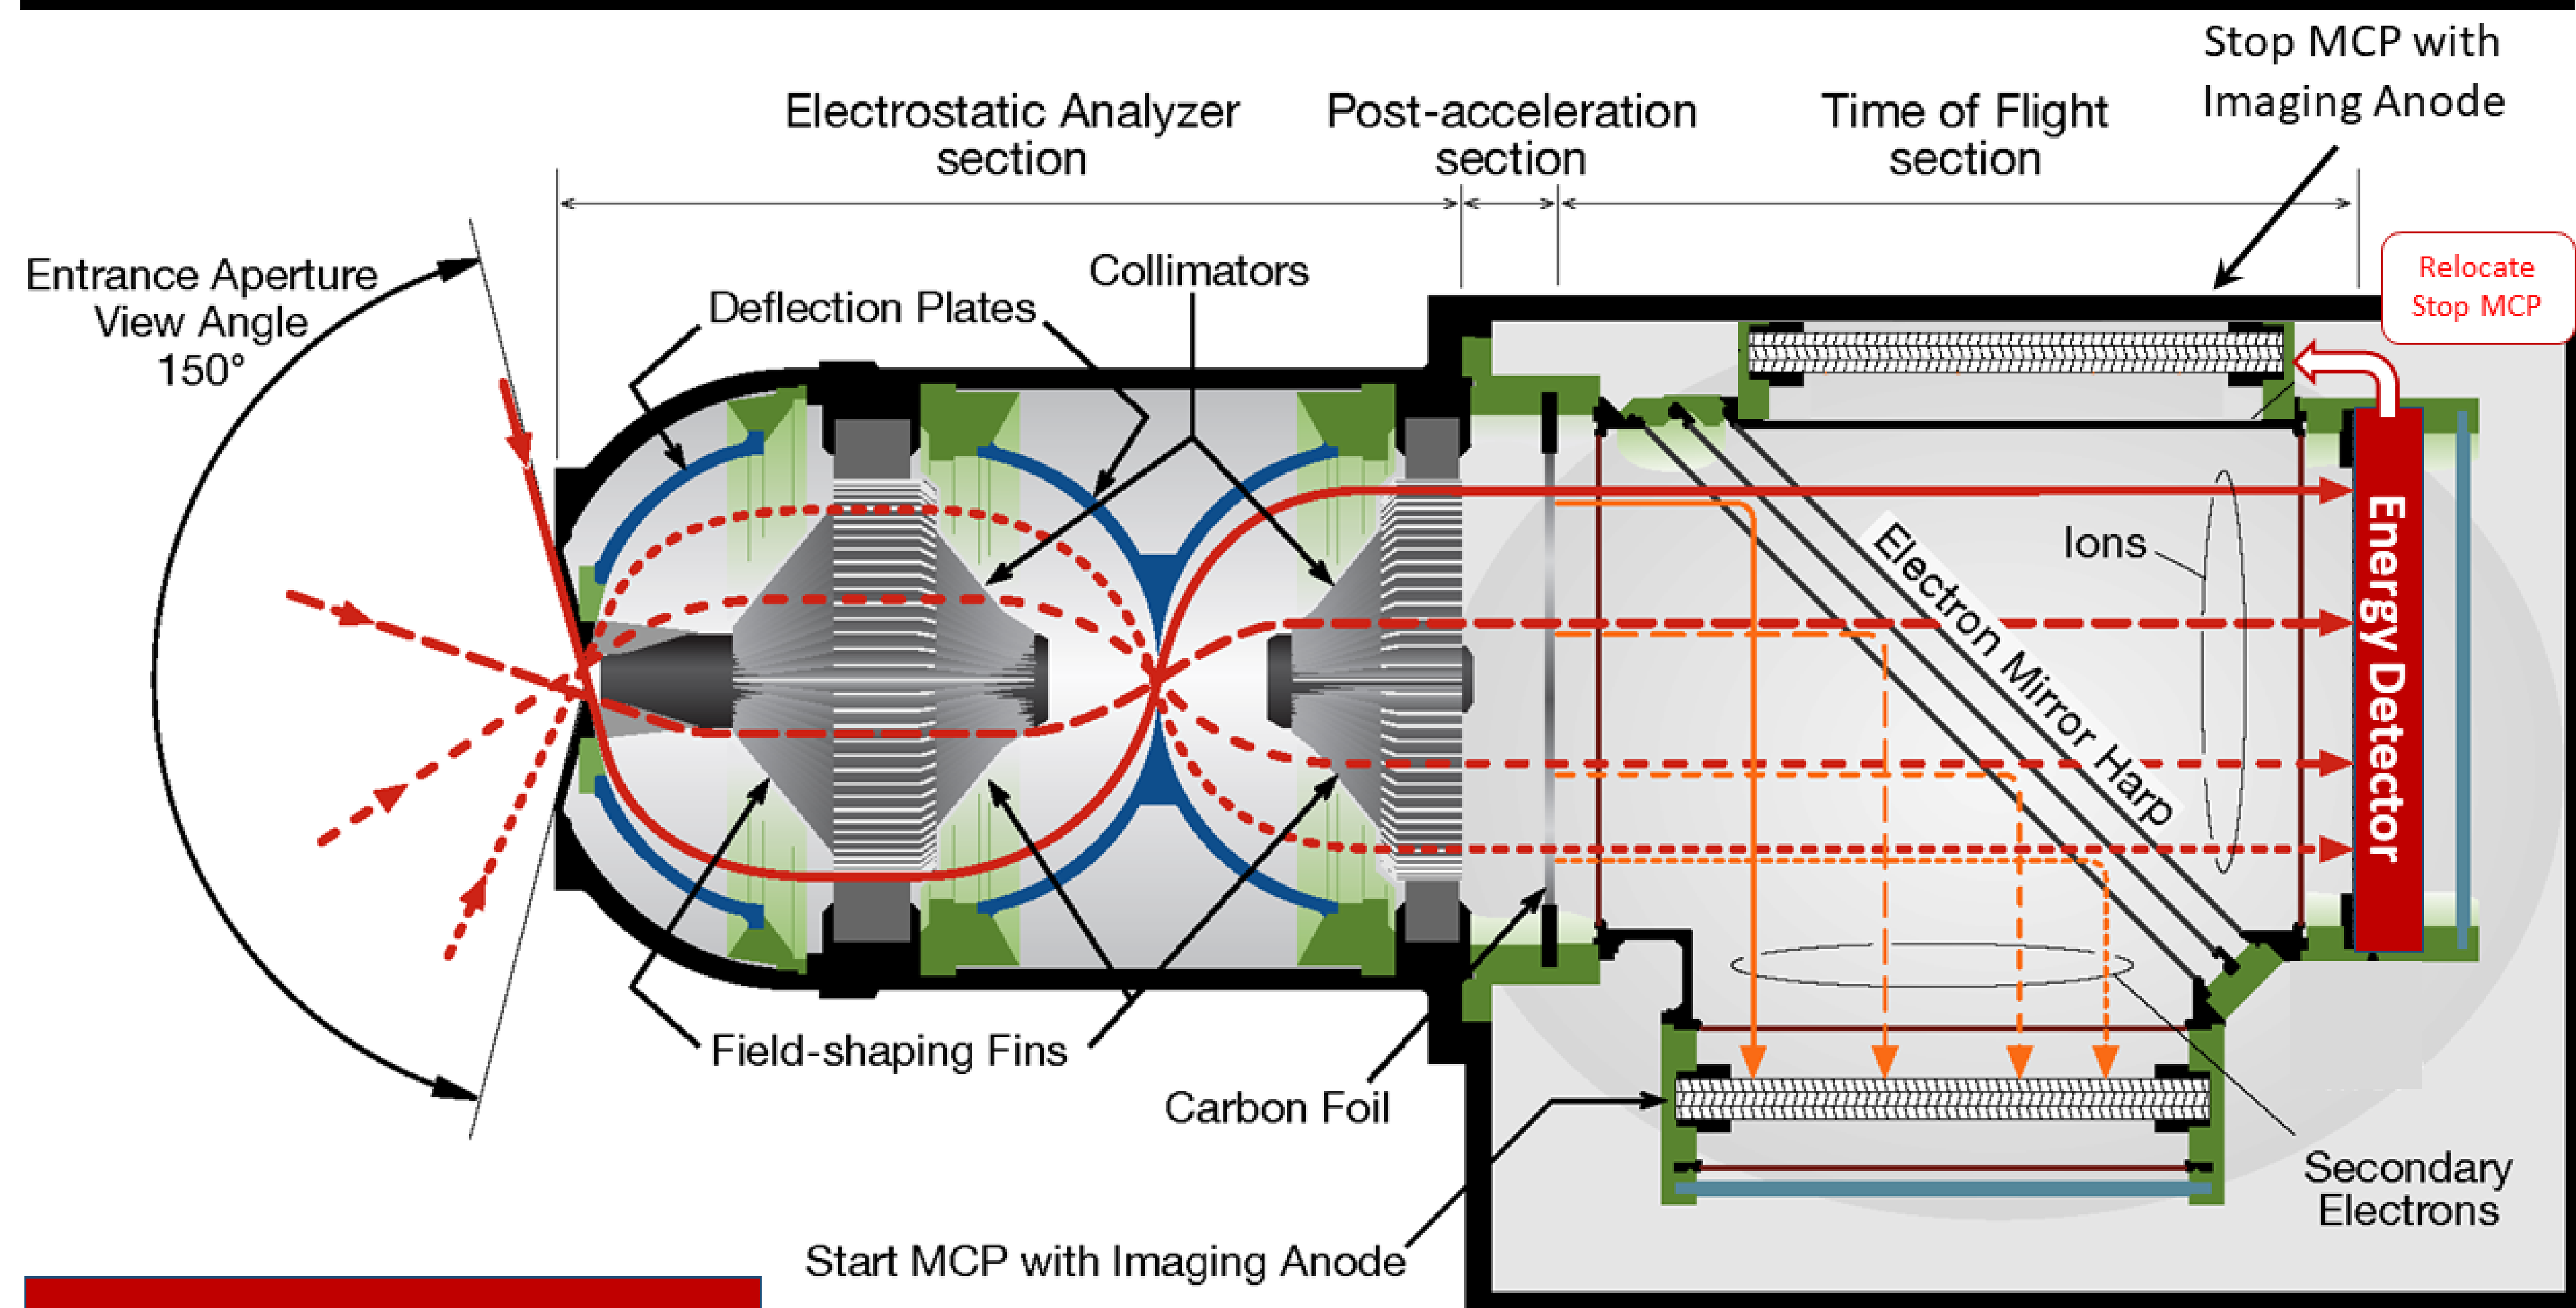 Stop MCP with
Imaging Anode
Electrostatic Analyzer
section
Post-acceleration
section
Time of Flight
section
Relocate
Stop MCP
Entrance Aperture
View Angle
150°
Collimators
Deflection Plates
Ions
Electron Mirror Harp
Energy Detector
Field-shaping Fins
Carbon Foil
Secondary
Electrons
Start MCP with Imaging Anode